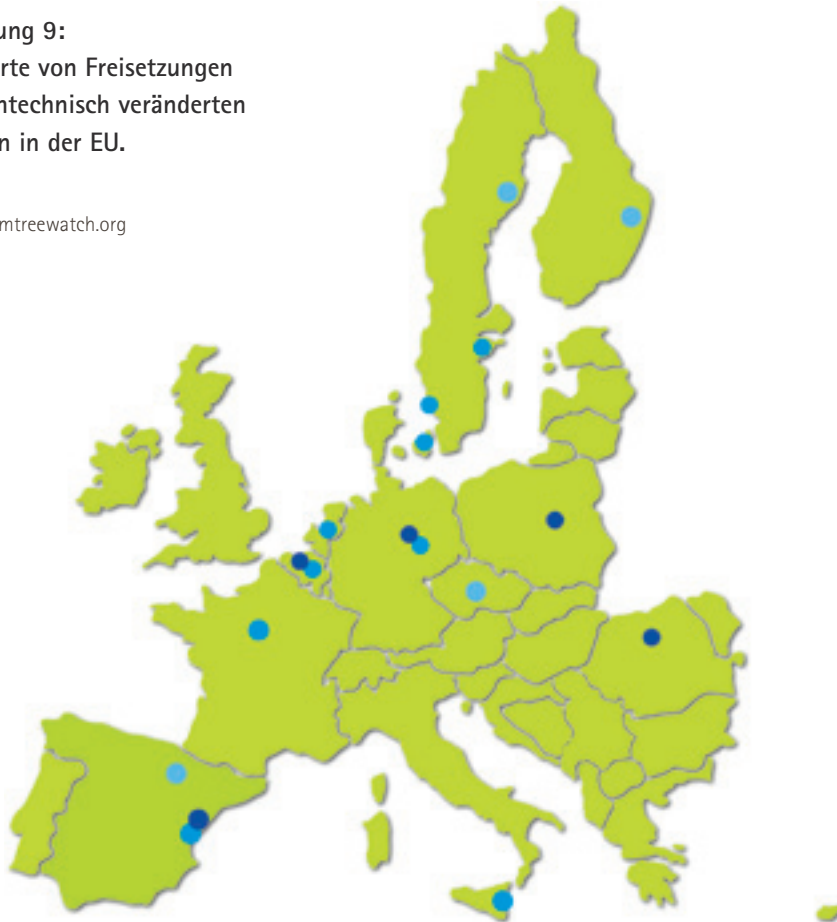 ung 9:
rte von Freisetzungen
ntechnisch veränderten
n in der EU.
mtreewatch.org